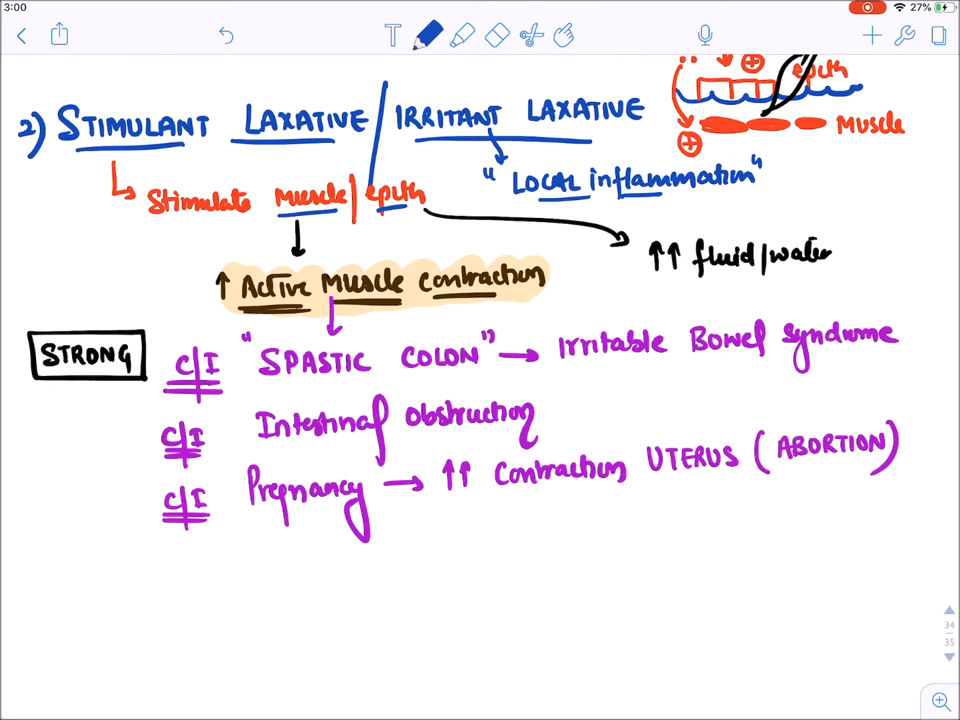 3:00
27%
T
epith
Muscle
2) STIMULANT LAXATIVE / IRRITANT LAXATIVE
" LOCAL inflammation"
Stimulate Muscle| epith
↑↑ fluid/water
↑ Active Muscle Contraction
STRONG
C/I "SPASTIC COLON" → Irritable Bowel syndrome
C/I Intestinal Obstruction
C/I Pregnancy → ↑↑ Contraction UTERUS (ABORTION)
34
35